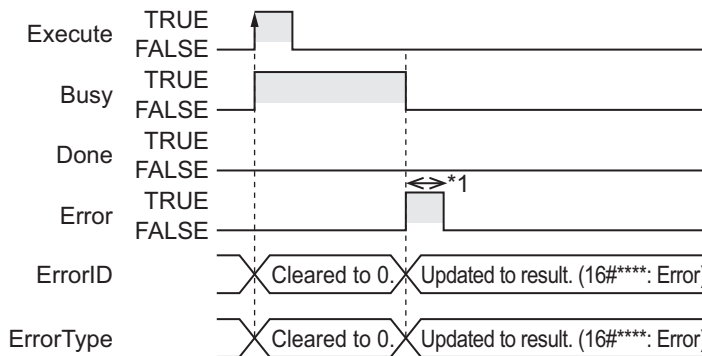 Execute TRUE
FALSE
Busy TRUE
FALSE
Done TRUE
FALSE
*1
Error TRUE
FALSE
ErrorID Cleared to 0. Updated to result. (16#****: Error)
ErrorType Cleared to 0. Updated to result. (16#****: Error)